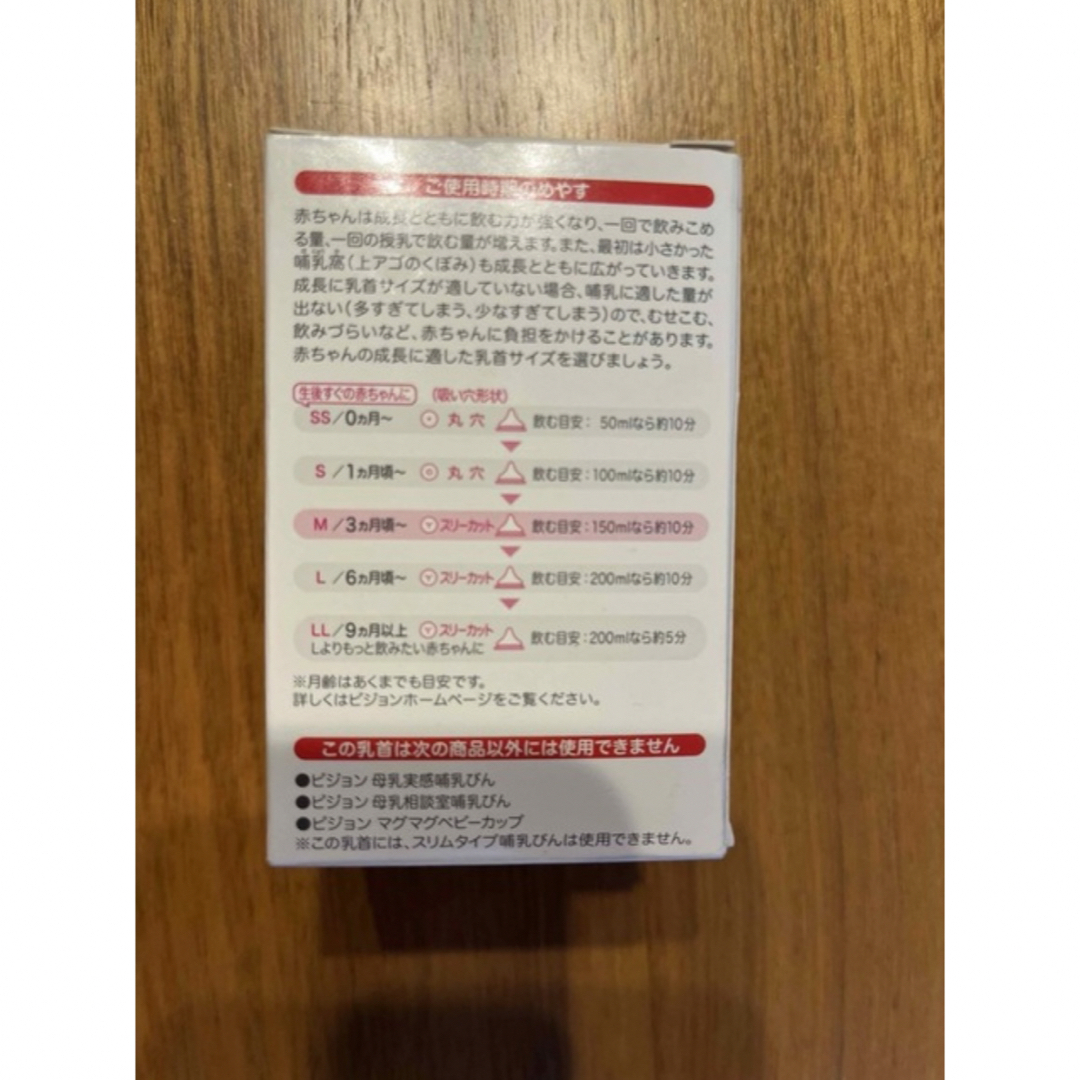 ご使用時期のめやす
赤ちゃんは成長とともに飲む力が強くなり、一回で飲みこめ
る量、一回の授乳で飲む量が増えます。また、最初は小さかった
哺乳窩(上アゴのくぼみ)も成長とともに広がっていきます。
成長に乳首サイズが適していない場合、哺乳に適した量が
出ない(多すぎてしまう、少なすぎてしまう)ので、むせこむ、
飲みづらいなど、赤ちゃんに負担をかけることがあります。
赤ちゃんの成長に適した乳首サイズを選びましょう。
生後すぐの赤ちゃんに (吸い穴形状)
SS/0ヵ月~ 丸穴 飲む目安: 50mlなら約10分
S/1ヵ月頃~ 丸穴 飲む目安:100mlなら約10分
M/3ヵ月頃~ スリーカット 飲む目安:150mlなら約10分
L/6ヵ月頃~ スリーカット 飲む目安:200mlなら約10分
LL/9ヵ月以上 スリーカット 飲む目安:200mlなら約5分
Lよりもっと飲みたい赤ちゃんに
※月齢はあくまでも目安です。
詳しくはピジョンホームページをご覧ください。
この乳首は次の商品以外には使用できません
●ピジョン 母乳実感哺乳びん
●ピジョン 母乳相談室哺乳びん
●ピジョン マグマグベビーカップ
※この乳首には、スリムタイプ哺乳びんは使用できません。